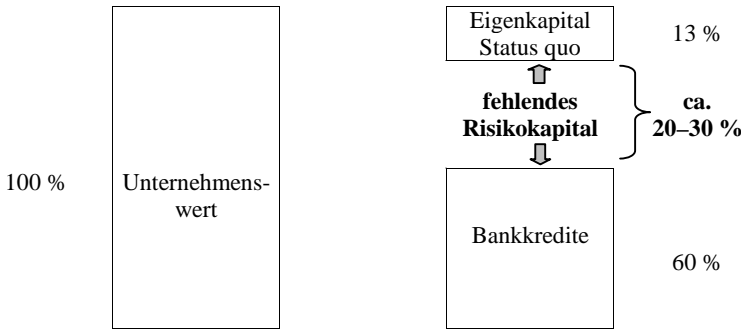 Eigenkapital
Status quo
13 %
fehlendes
Risikokapital
ca.
20–30 %
100 %
Unternehmens-
wert
Bankkredite
60 %